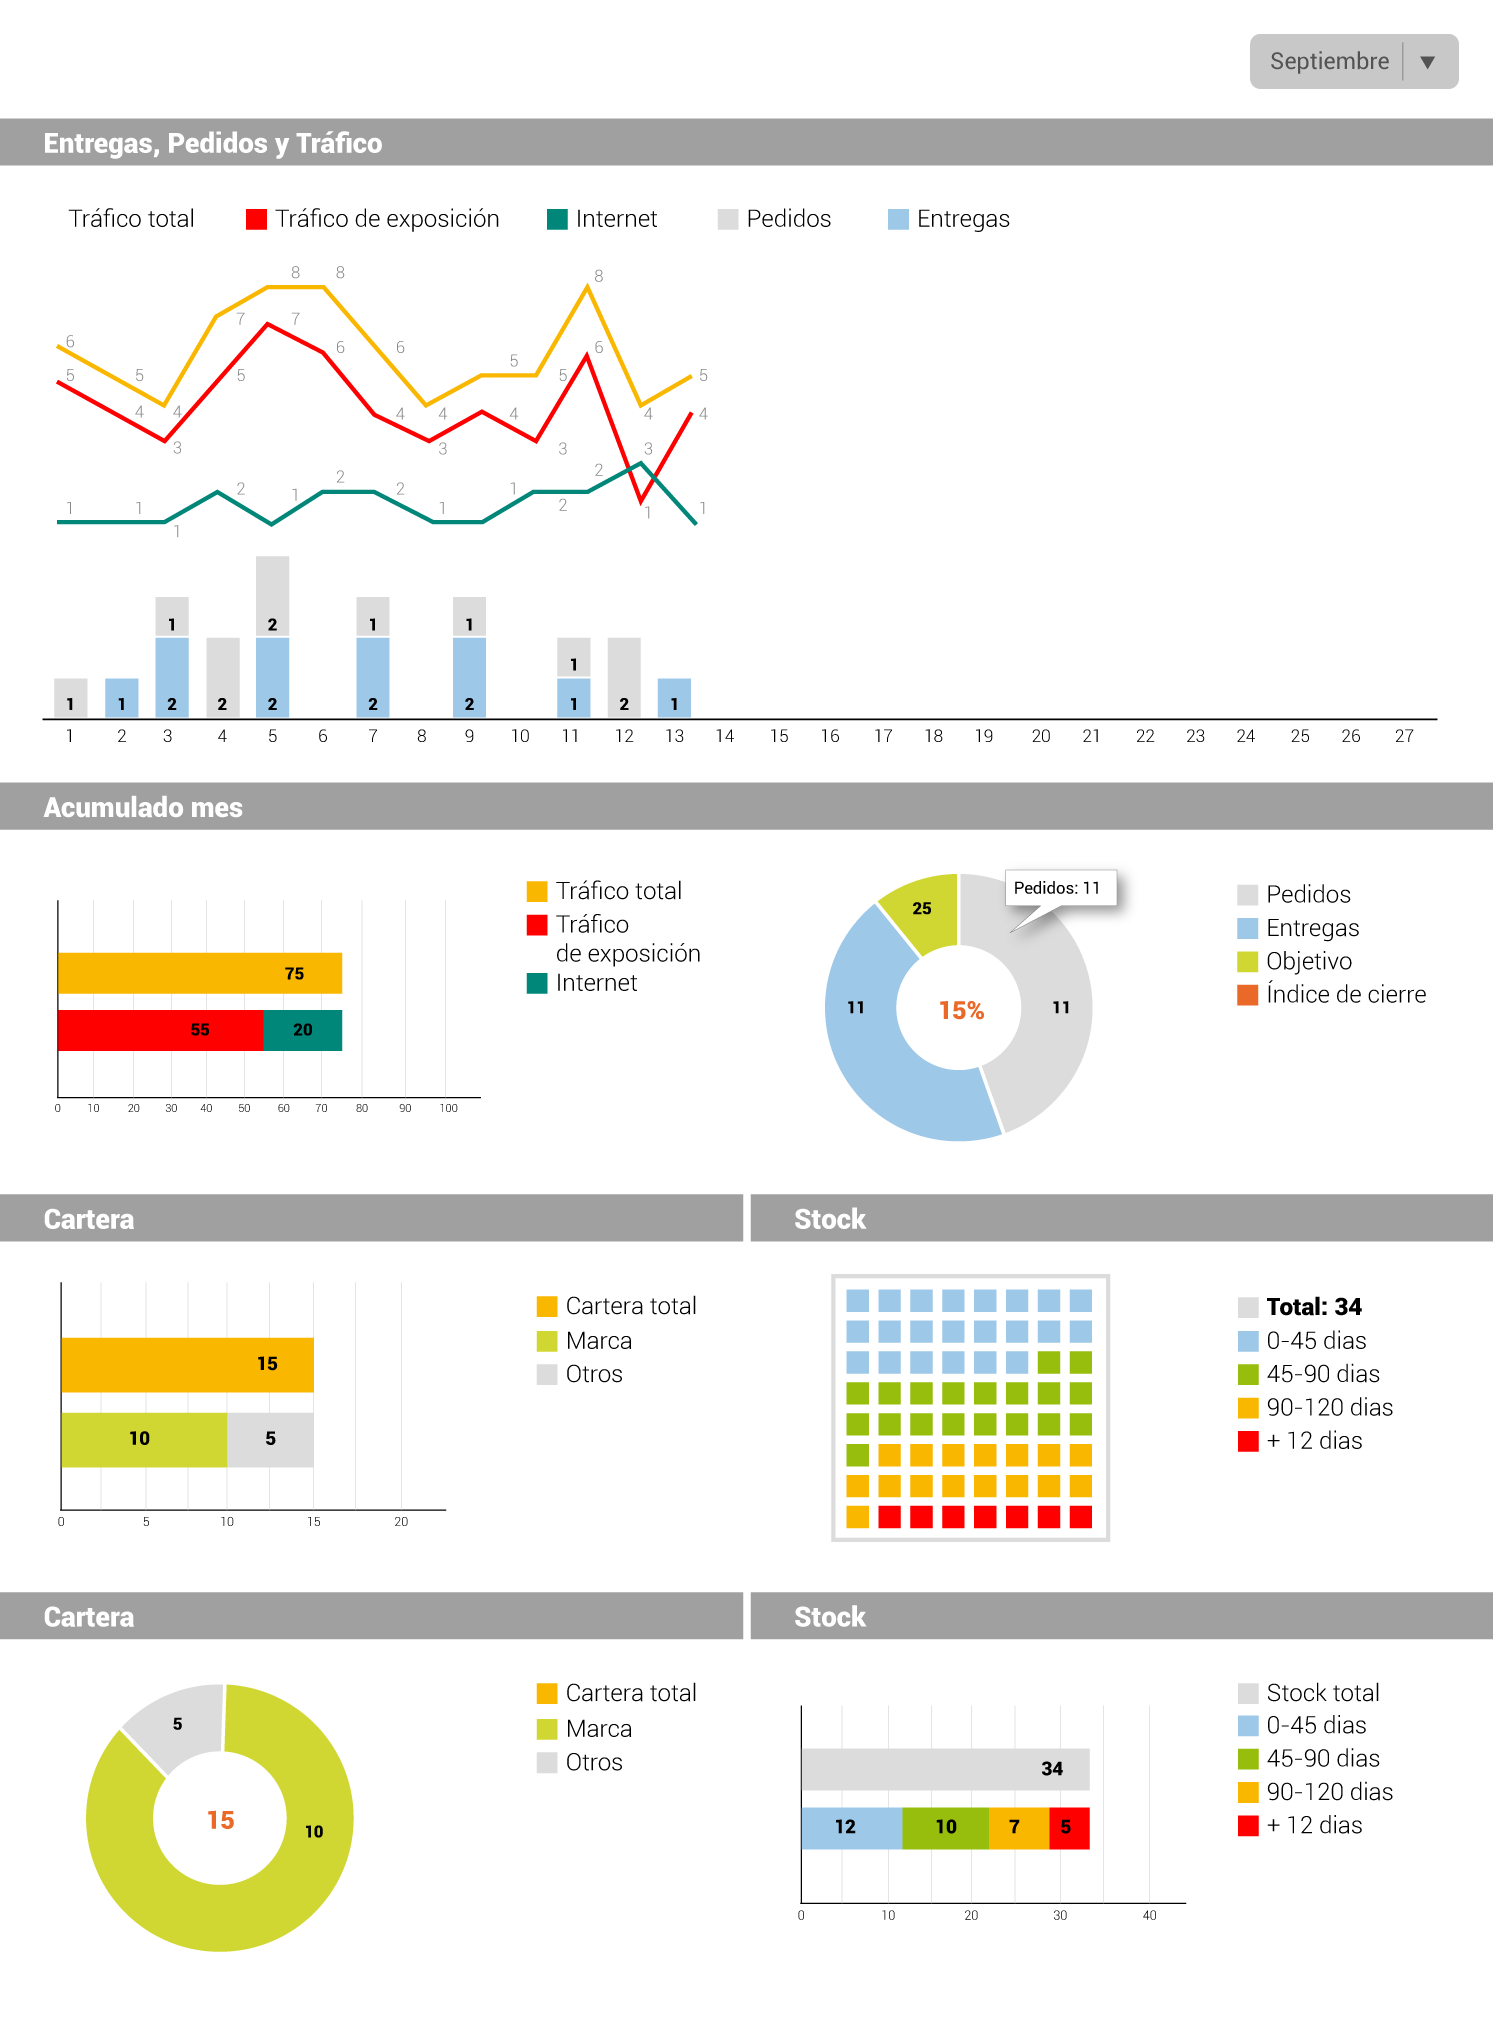 Septiembre ▼
Entregas, Pedidos y Tráfico
Tráfico total Tráfico de exposición Internet Pedidos Entregas
8 8 8
7 7
6 6 6 6
5 5 5 5 5 5
4 4 4 4 4 4 4
3 3 3 3
2 2 2 2 2
1 1 1 1 1 1 1 1
1 2 1 1
1
1 1 2 2 2 2 2 1 2 1
1 2 3 4 5 6 7 8 9 10 11 12 13 14 15 16 17 18 19 20 21 22 23 24 25 26 27
Acumulado mes
75
55 20
0 10 20 30 40 50 60 70 80 90 100
Tráfico total
Tráfico
de exposición
Internet
Pedidos: 11
25
11 15% 11
Pedidos
Entregas
Objetivo
Índice de cierre
Cartera
15
10 5
0 5 10 15 20
Cartera total
Marca
Otros
Stock
Total: 34
0-45 dias
45-90 dias
90-120 dias
+ 12 dias
Cartera
5
15 10
Cartera total
Marca
Otros
Stock
34
12 10 7 5
0 10 20 30 40
Stock total
0-45 dias
45-90 dias
90-120 dias
+ 12 dias